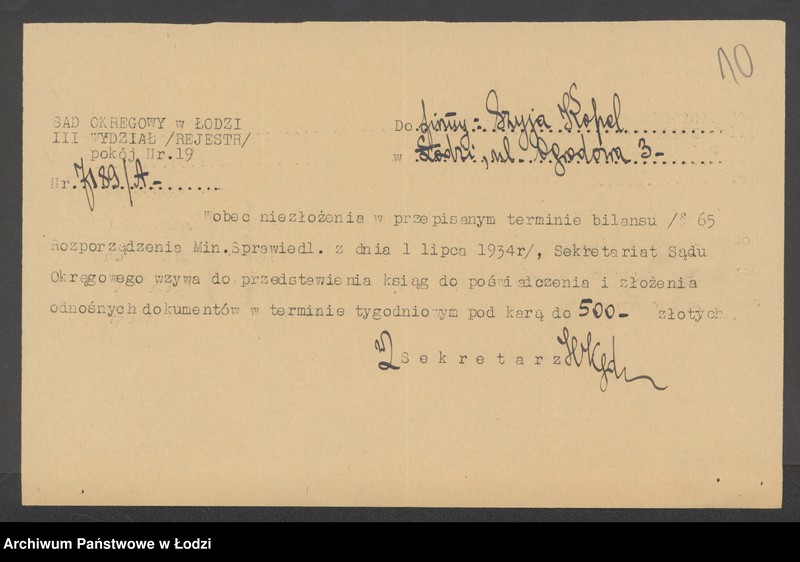 10
SĄD OKRĘGOWY w ŁODZI
III WYDZIAŁ /REJESTR/
pokój Nr.19
Nr. 7189/A-
Do firmy: Szyja Kopel
w Łodzi, ul. Ogrodowa 3-
Wobec niezłożenia w przepisanym terminie bilansu /§ 65
Rozporządzenia Min.Sprawiedl. z dnia 1 lipca 1934r/, Sekretariat Sądu
Okręgowego wzywa do przedstawienia ksiąg do poświadczenia i złożenia
odnośnych dokumentów w terminie tygodniowym pod karą do 500- złotych
Sekretarz
Archiwum Państwowe w Łodzi